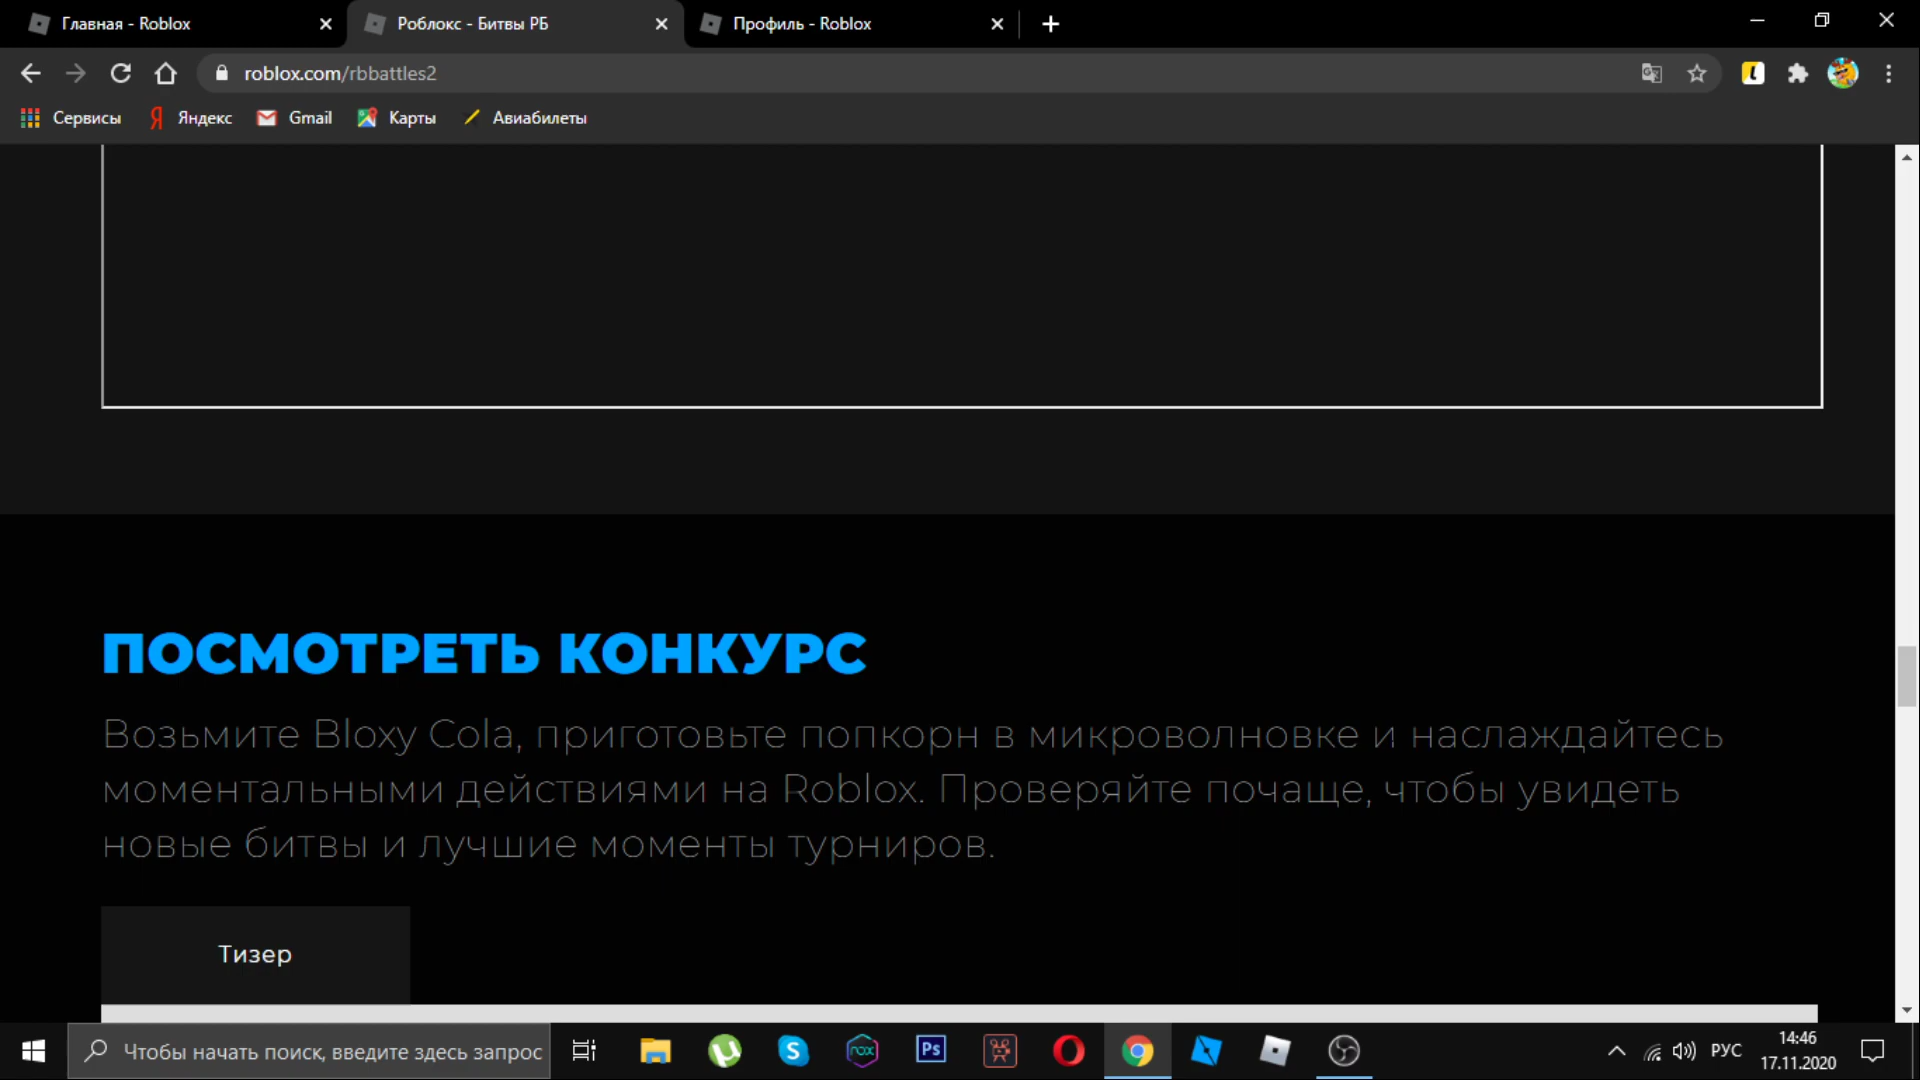 Главная - Roblox
Роблокс - Битвы РБ
Профиль - Roblox
roblox.com/rbbattles2
Сервисы
Яндекс
Gmail
Карты
Авиабилеты
ПОСМОТРЕТЬ КОНКУРС
Возьмите Bloxy Cola, приготовьте попкорн в микроволновке и наслаждайтесь
моментальными действиями на Roblox. Проверяйте почаще, чтобы увидеть
новые битвы и лучшие моменты турниров.
Тизер
Чтобы начать поиск, введите здесь запрос
nox
Ps
РУС
14:46
17.11.2020